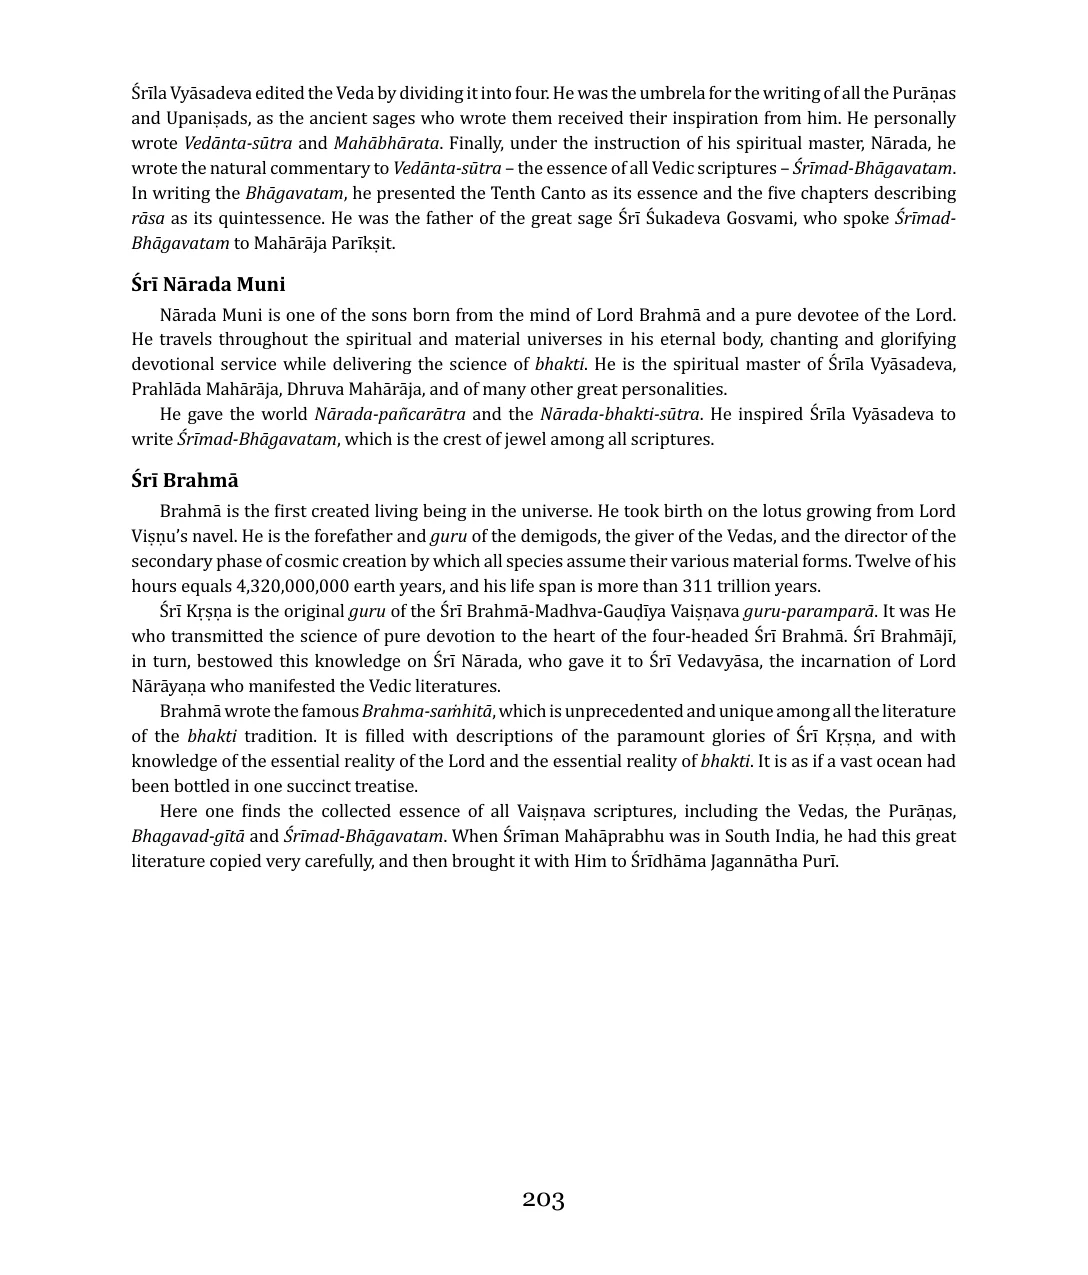 Śrīla Vyāsadeva edited the Veda by dividing it into four. He was the umbrela for the writing of all the Purāṇas
and Upaniṣads, as the ancient sages who wrote them received their inspiration from him. He personally
wrote Vedānta-sūtra and Mahābhārata. Finally, under the instruction of his spiritual master, Nārada, he
wrote the natural commentary to Vedānta-sūtra – the essence of all Vedic scriptures – Śrīmad-Bhāgavatam.
In writing the Bhāgavatam, he presented the Tenth Canto as its essence and the five chapters describing
rāsa as its quintessence. He was the father of the great sage Śrī Śukadeva Gosvami, who spoke Śrīmad-
Bhāgavatam to Mahārāja Parīkṣit.
Śrī Nārada Muni
Nārada Muni is one of the sons born from the mind of Lord Brahmā and a pure devotee of the Lord.
He travels throughout the spiritual and material universes in his eternal body, chanting and glorifying
devotional service while delivering the science of bhakti. He is the spiritual master of Śrīla Vyāsadeva,
Prahlāda Mahārāja, Dhruva Mahārāja, and of many other great personalities.
He gave the world Nārada-pañcarātra and the Nārada-bhakti-sūtra. He inspired Śrīla Vyāsadeva to
write Śrīmad-Bhāgavatam, which is the crest of jewel among all scriptures.
Śrī Brahmā
Brahmā is the first created living being in the universe. He took birth on the lotus growing from Lord
Viṣṇu’s navel. He is the forefather and guru of the demigods, the giver of the Vedas, and the director of the
secondary phase of cosmic creation by which all species assume their various material forms. Twelve of his
hours equals 4,320,000,000 earth years, and his life span is more than 311 trillion years.
Śrī Kṛṣṇa is the original guru of the Śrī Brahmā-Madhva-Gauḍīya Vaiṣṇava guru-paramparā. It was He
who transmitted the science of pure devotion to the heart of the four-headed Śrī Brahmā. Śrī Brahmājī,
in turn, bestowed this knowledge on Śrī Nārada, who gave it to Śrī Vedavyāsa, the incarnation of Lord
Nārāyaṇa who manifested the Vedic literatures.
Brahmā wrote the famous Brahma-saṁhitā, which is unprecedented and unique among all the literature
of the bhakti tradition. It is filled with descriptions of the paramount glories of Śrī Kṛṣṇa, and with
knowledge of the essential reality of the Lord and the essential reality of bhakti. It is as if a vast ocean had
been bottled in one succinct treatise.
Here one finds the collected essence of all Vaiṣṇava scriptures, including the Vedas, the Purāṇas,
Bhagavad-gītā and Śrīmad-Bhāgavatam. When Śrīman Mahāprabhu was in South India, he had this great
literature copied very carefully, and then brought it with Him to Śrīdhāma Jagannātha Purī.
203